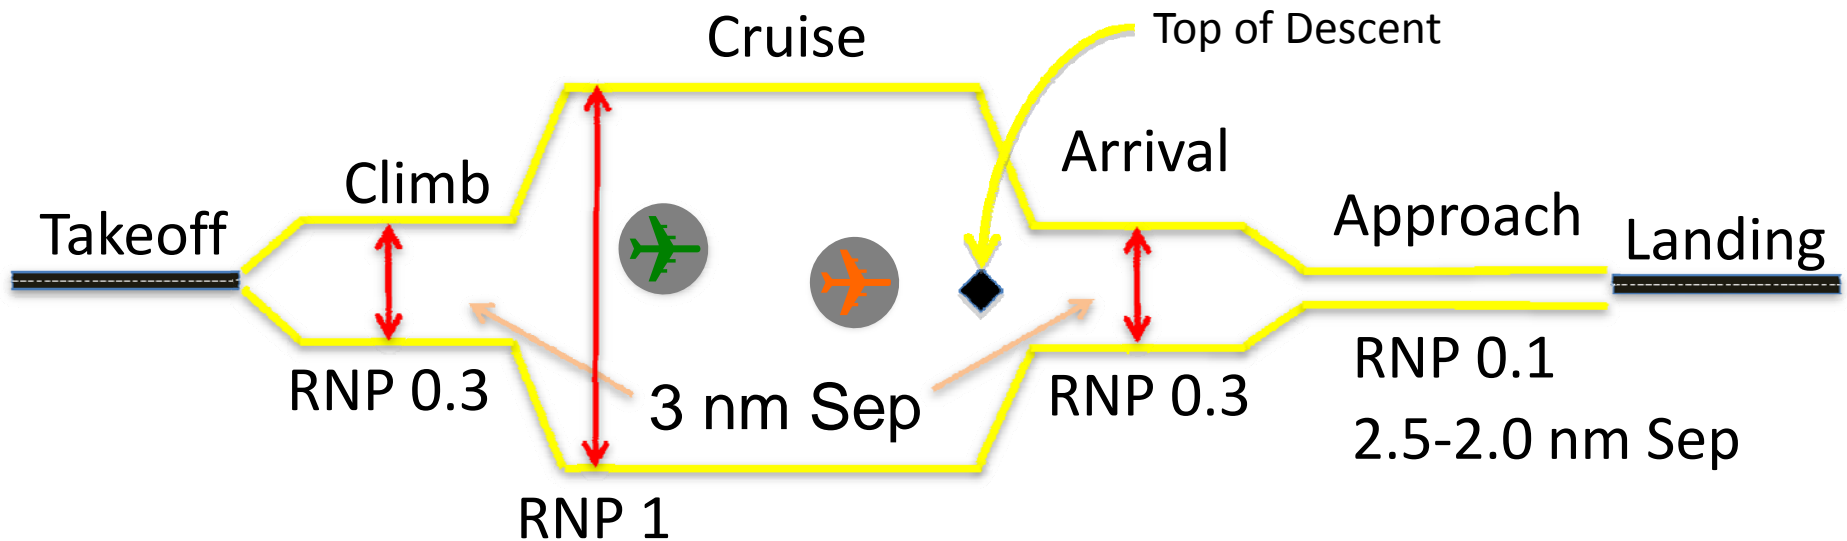 Cruise
Top of Descent
Arrival
Climb
Approach
Takeoff
Landing
RNP 0.3
3 nm Sep
RNP 0.3
RNP 0.1
2.5-2.0 nm Sep
RNP 1